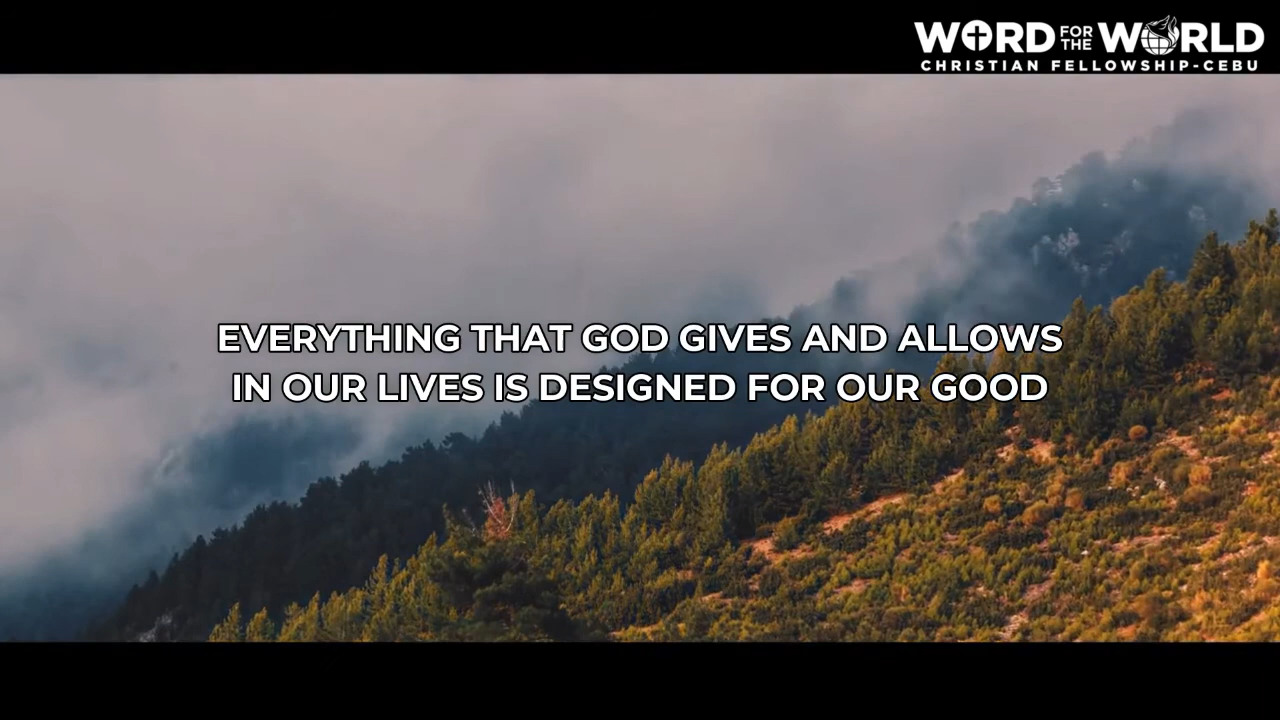 WORD FOR THE WORLD
CHRISTIAN FELLOWSHIP-CEBU
EVERYTHING THAT GOD GIVES AND ALLOWS
IN OUR LIVES IS DESIGNED FOR OUR GOOD